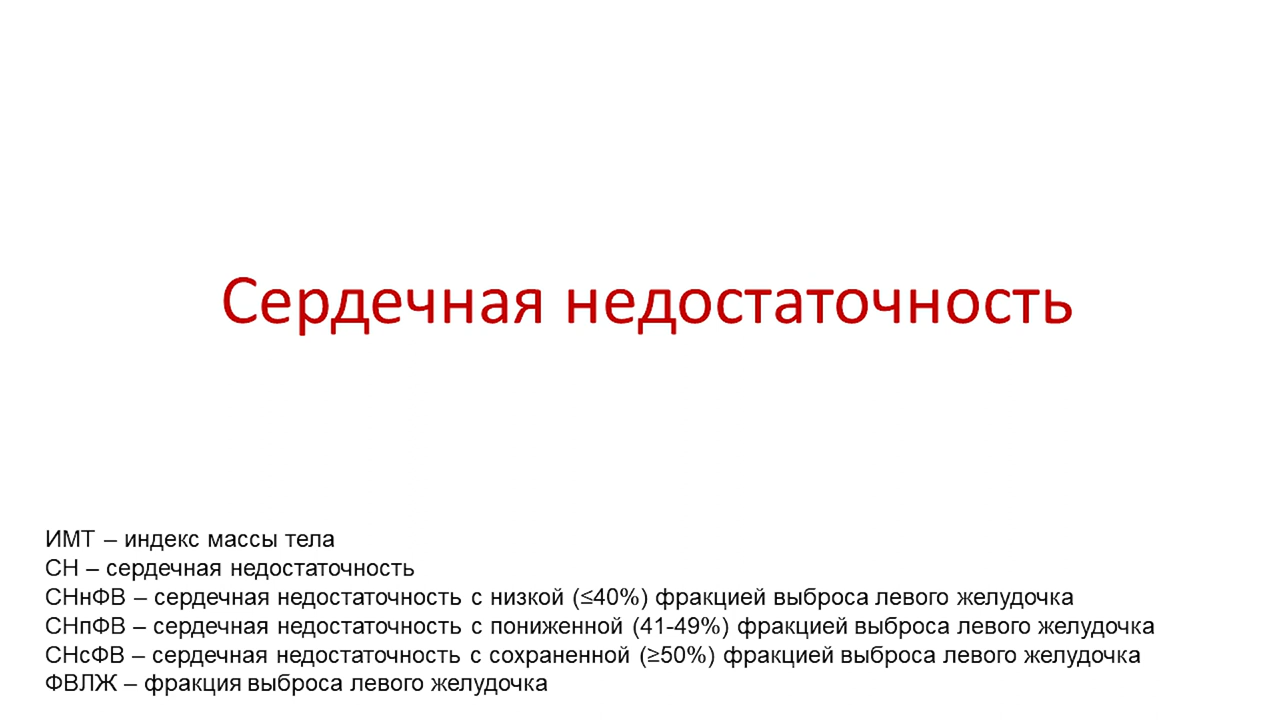 Сердечная недостаточность
ИМТ – индекс массы тела
СН – сердечная недостаточность
СНнФВ – сердечная недостаточность с низкой (≤40%) фракцией выброса левого желудочка
СНпФВ – сердечная недостаточность с пониженной (41-49%) фракцией выброса левого желудочка
СНсФВ – сердечная недостаточность с сохраненной (≥50%) фракцией выброса левого желудочка
ФВЛЖ – фракция выброса левого желудочка